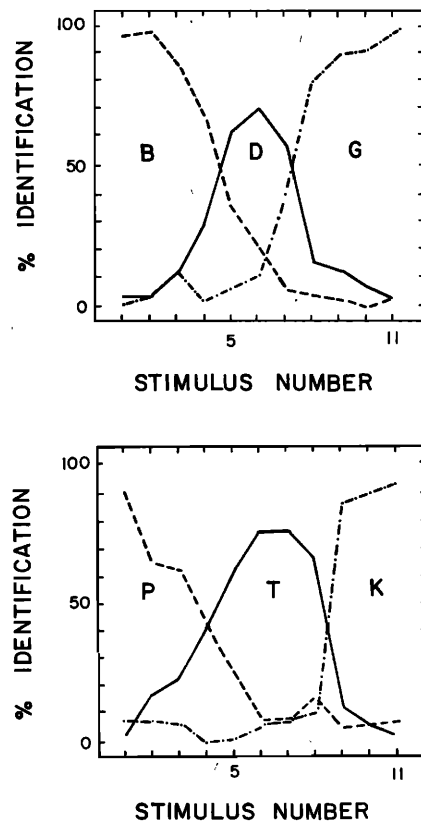 100
50
0
% IDENTIFICATION
B D G
5 11
STIMULUS NUMBER
100
50
0
% IDENTIFICATION
P T K
5 11
STIMULUS NUMBER